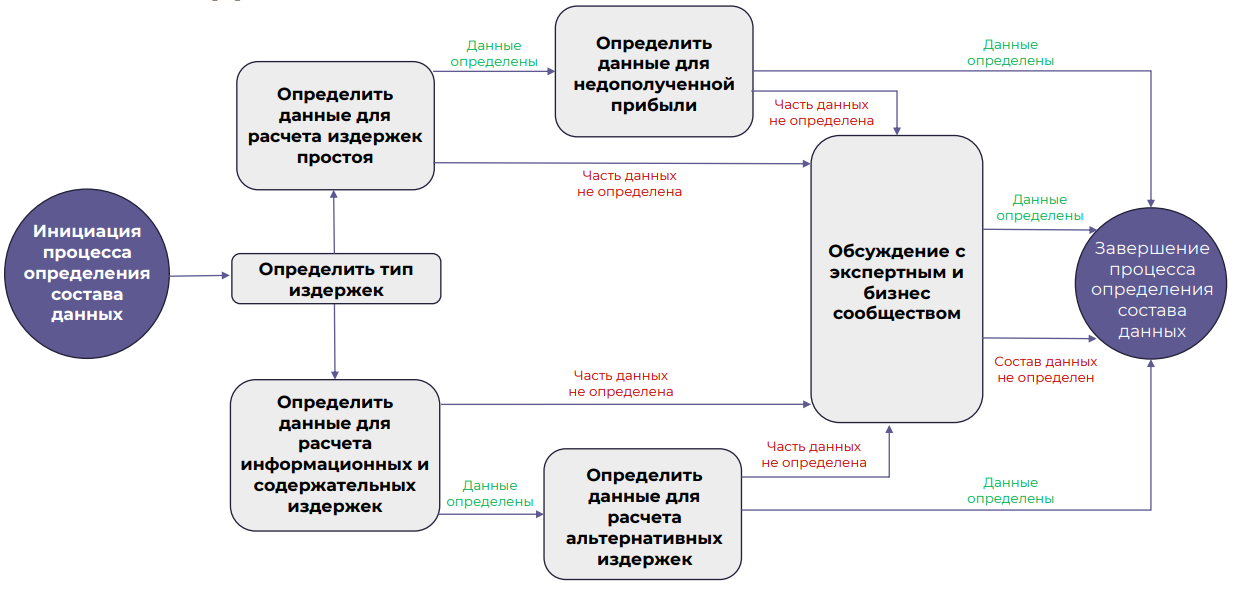 Инициация
процесса
определения
состава
данных
Определить тип
издержек
Определить
данные для
расчета издержек
простоя
Данные
определены
Определить
данные для
недополученной
прибыли
Данные
определены
Часть данных
не определена
Часть данных
не определена
Определить
данные для
расчета
информационных и
содержательных
издержек
Часть данных
не определена
Данные
определены
Определить
данные для
расчета
альтернативных
издержек
Часть данных
не определена
Данные
определены
Обсуждение с
экспертным и
бизнес
сообществом
Данные
определены
Состав данных
не определен
Завершение
процесса
определения
состава
данных